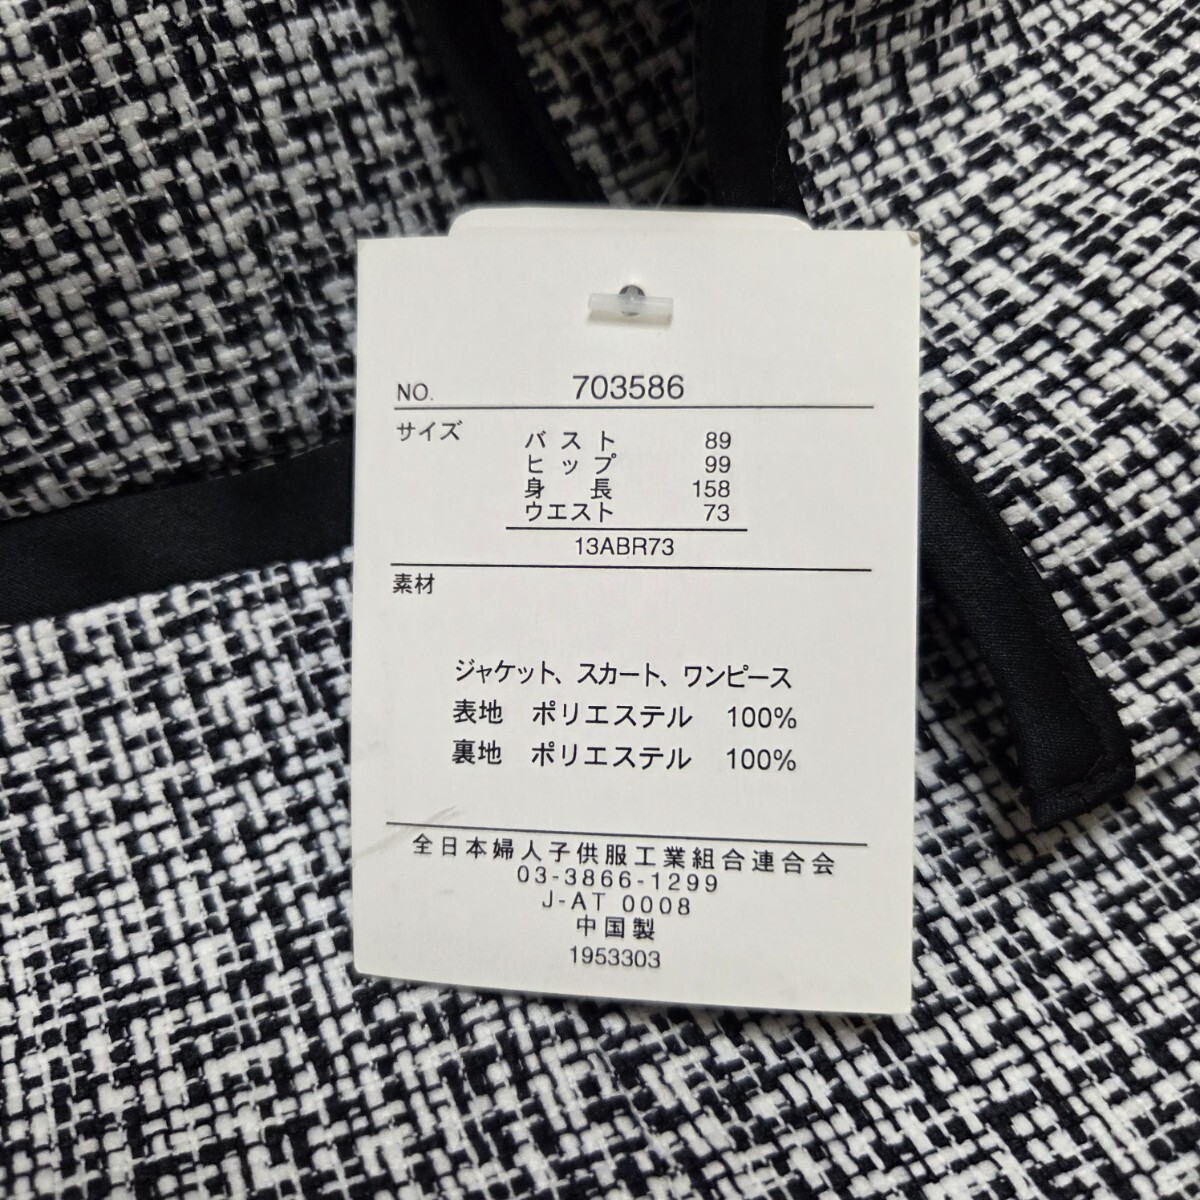 NO. 703586
サイズ
バスト 89
ヒップ 99
身長 158
ウエスト 73
13ABR73
素材
ジャケット、スカート、ワンピース
表地 ポリエステル 100%
裏地 ポリエステル 100%
全日本婦人子供服工業組合連合会
03-3866-1299
J-AT 0008
中国製
1953303